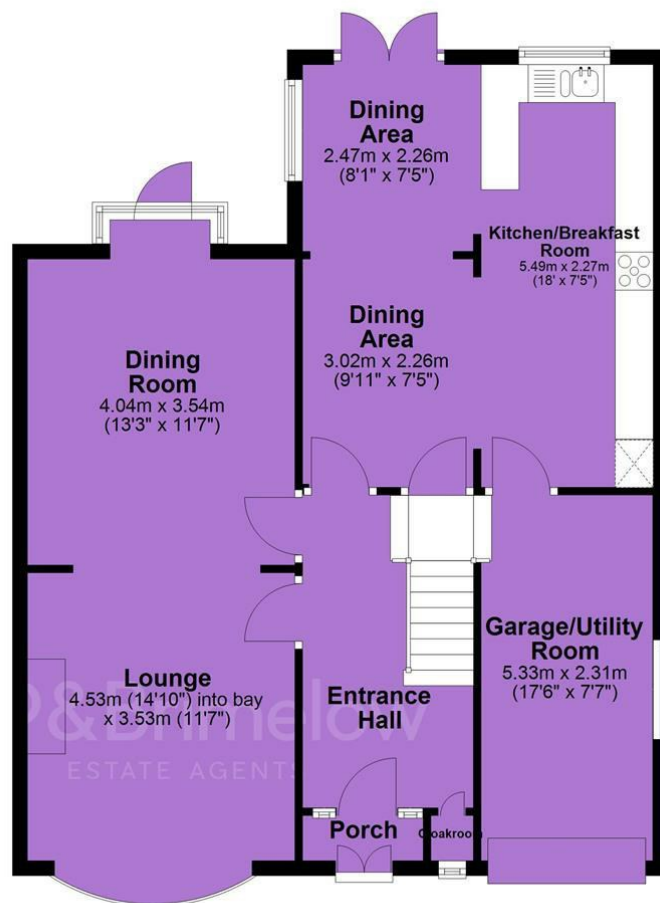 Dining
Area
2.47m x 2.26m
(8'1" x 7'5")
Kitchen/Breakfast
Room
5.49m x 2.27m
(18' x 7'5")
Dining
Area
3.02m x 2.26m
(9'11" x 7'5")
Dining
Room
4.04m x 3.54m
(13'3" x 11'7")
Garage/Utility
Room
5.33m x 2.31m
(17'6" x 7'7")
Lounge
4.53m (14'10") into bay
x 3.53m (11'7")
Entrance
Hall
P&Brimelow
ESTATE AGENTS
Porch
Cloakroom